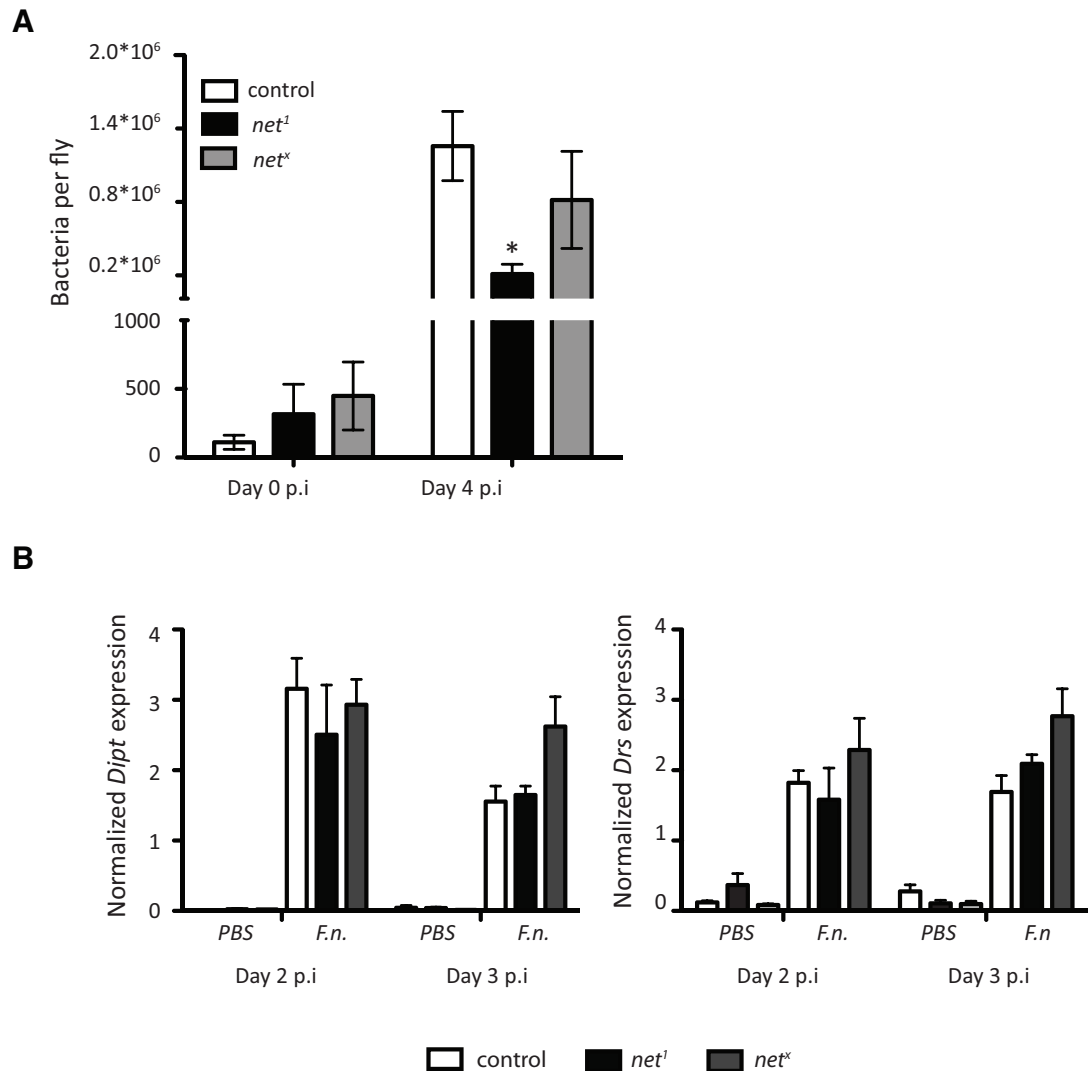 A
Bacteria per fly
2.0*10⁶
1.4*10⁶
0.8*10⁶
0.2*10⁶
1000
500
0
control
net¹
netˣ
*
Day 0 p.i
Day 4 p.i
B
Normalized Dipt expression
4
3
2
1
0
PBS
F.n.
PBS
F.n.
Day 2 p.i
Day 3 p.i
Normalized Drs expression
4
3
2
1
0
PBS
F.n.
PBS
F.n
Day 2 p.i
Day 3 p.i
control
net¹
netˣ